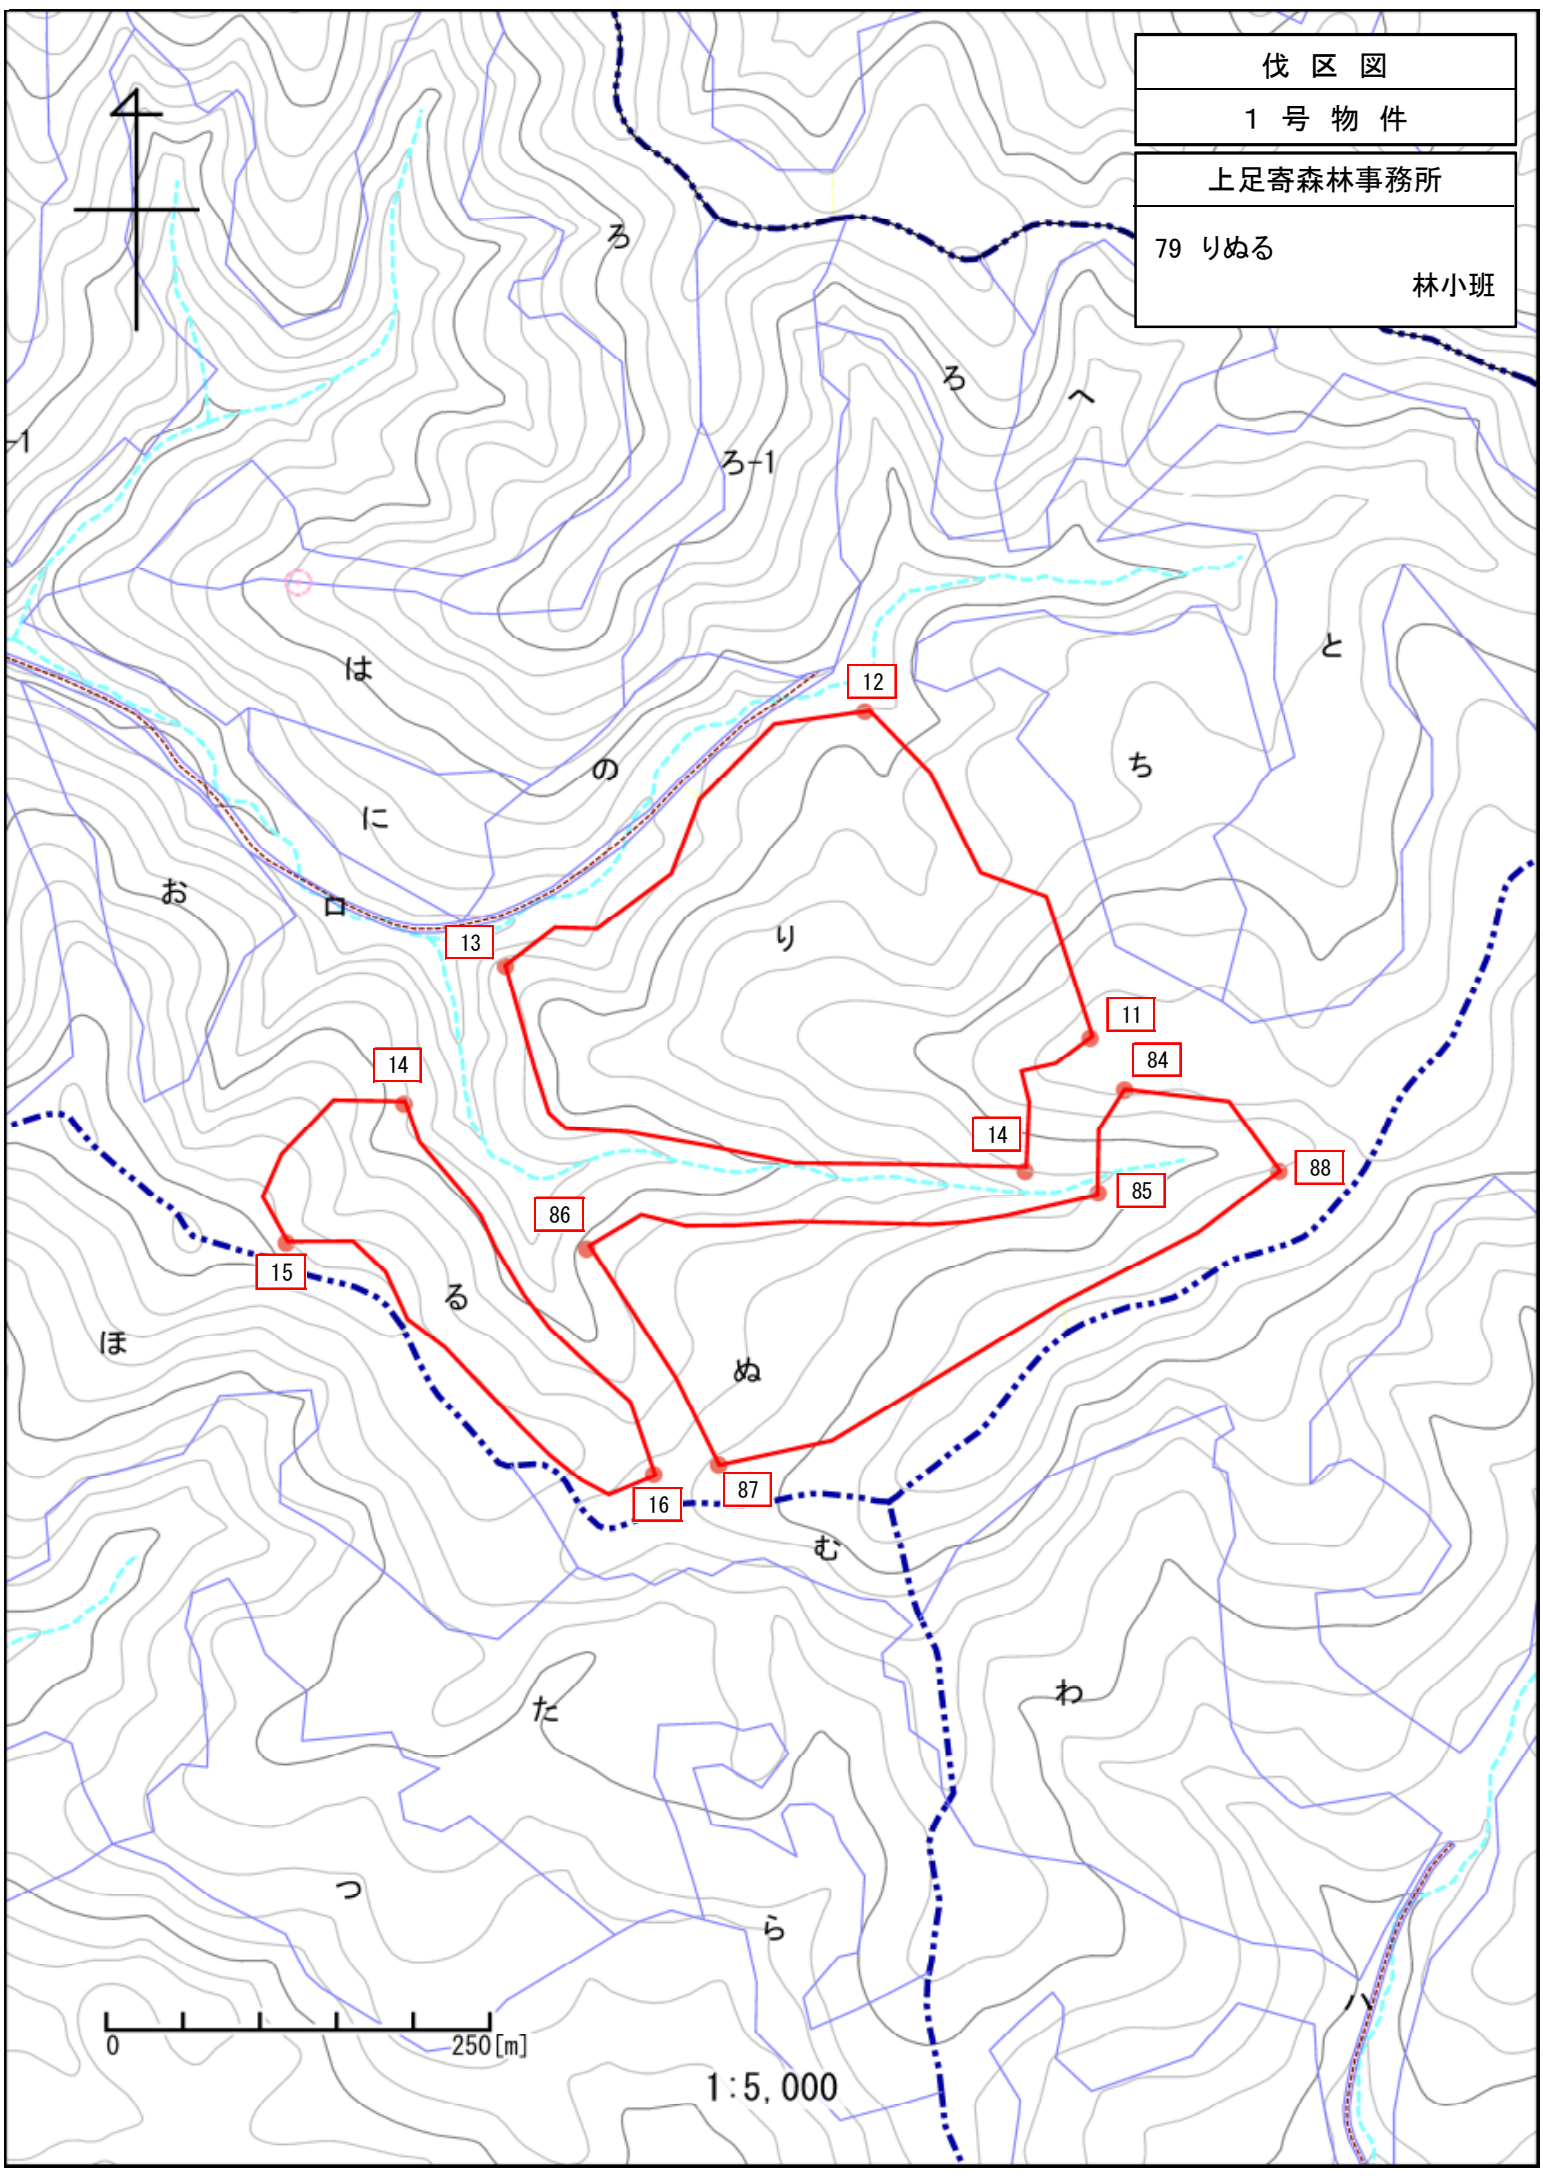 伐 区 図
1 号 物 件
上足寄森林事務所
79 りぬる
林小班
ろ
ろ
へ
-1
ろ-1
と
は
12
の
ち
に
お
ロ
13
り
11
14
84
14
88
85
86
15
る
ほ
ぬ
87
16
む
わ
た
つ
ら
ハ
0 250[m]
1:5,000